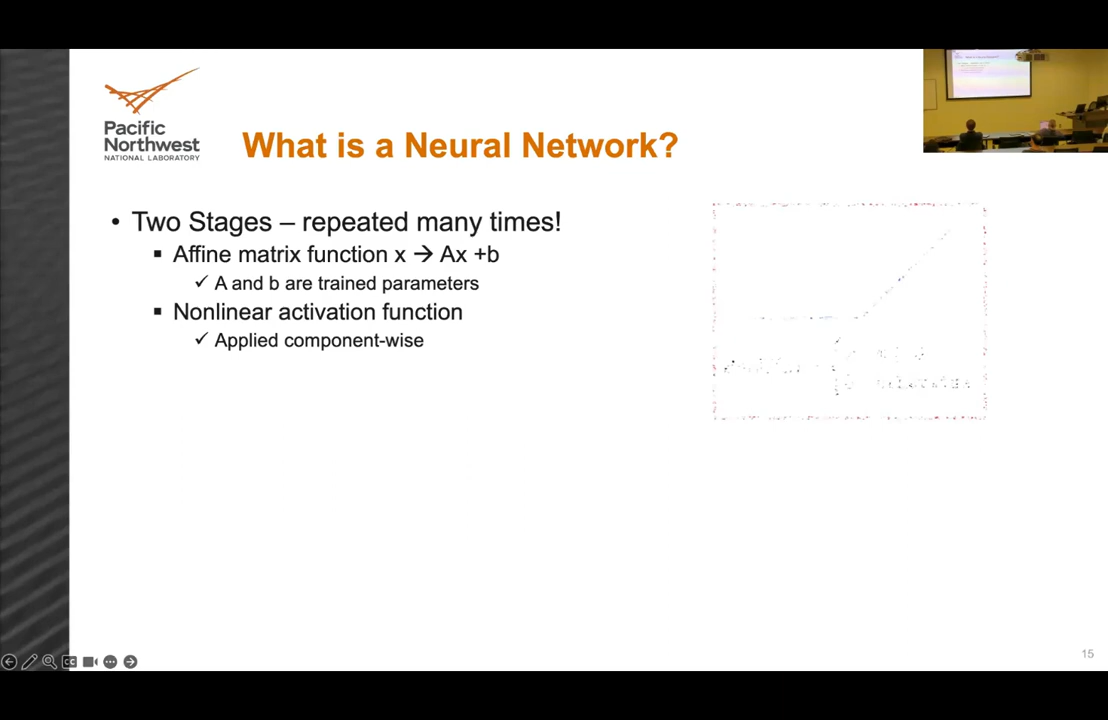 Pacific
Northwest
NATIONAL LABORATORY
What is a Neural Network?
• Two Stages – repeated many times!
▪ Affine matrix function x → Ax +b
✓ A and b are trained parameters
▪ Nonlinear activation function
✓ Applied component-wise
15